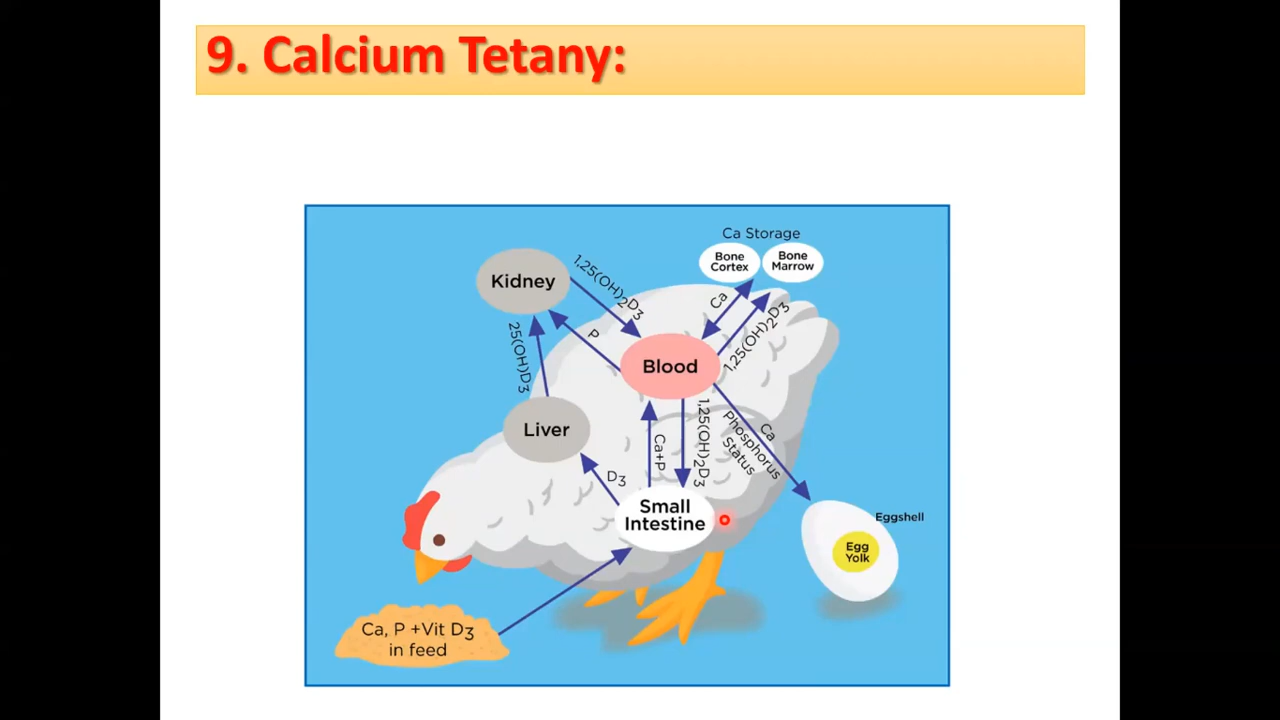 9. Calcium Tetany:
Ca Storage
Bone
Cortex
Bone
Marrow
Kidney
1,25(OH)2D3
Ca
1,25(OH)2D3
P
25(OH)D3
Blood
Liver
Ca+P
1,25(OH)2D3
Ca
Phosphorus
Status
D3
Small
Intestine
Eggshell
Egg
Yolk
Ca, P +Vit D3
in feed